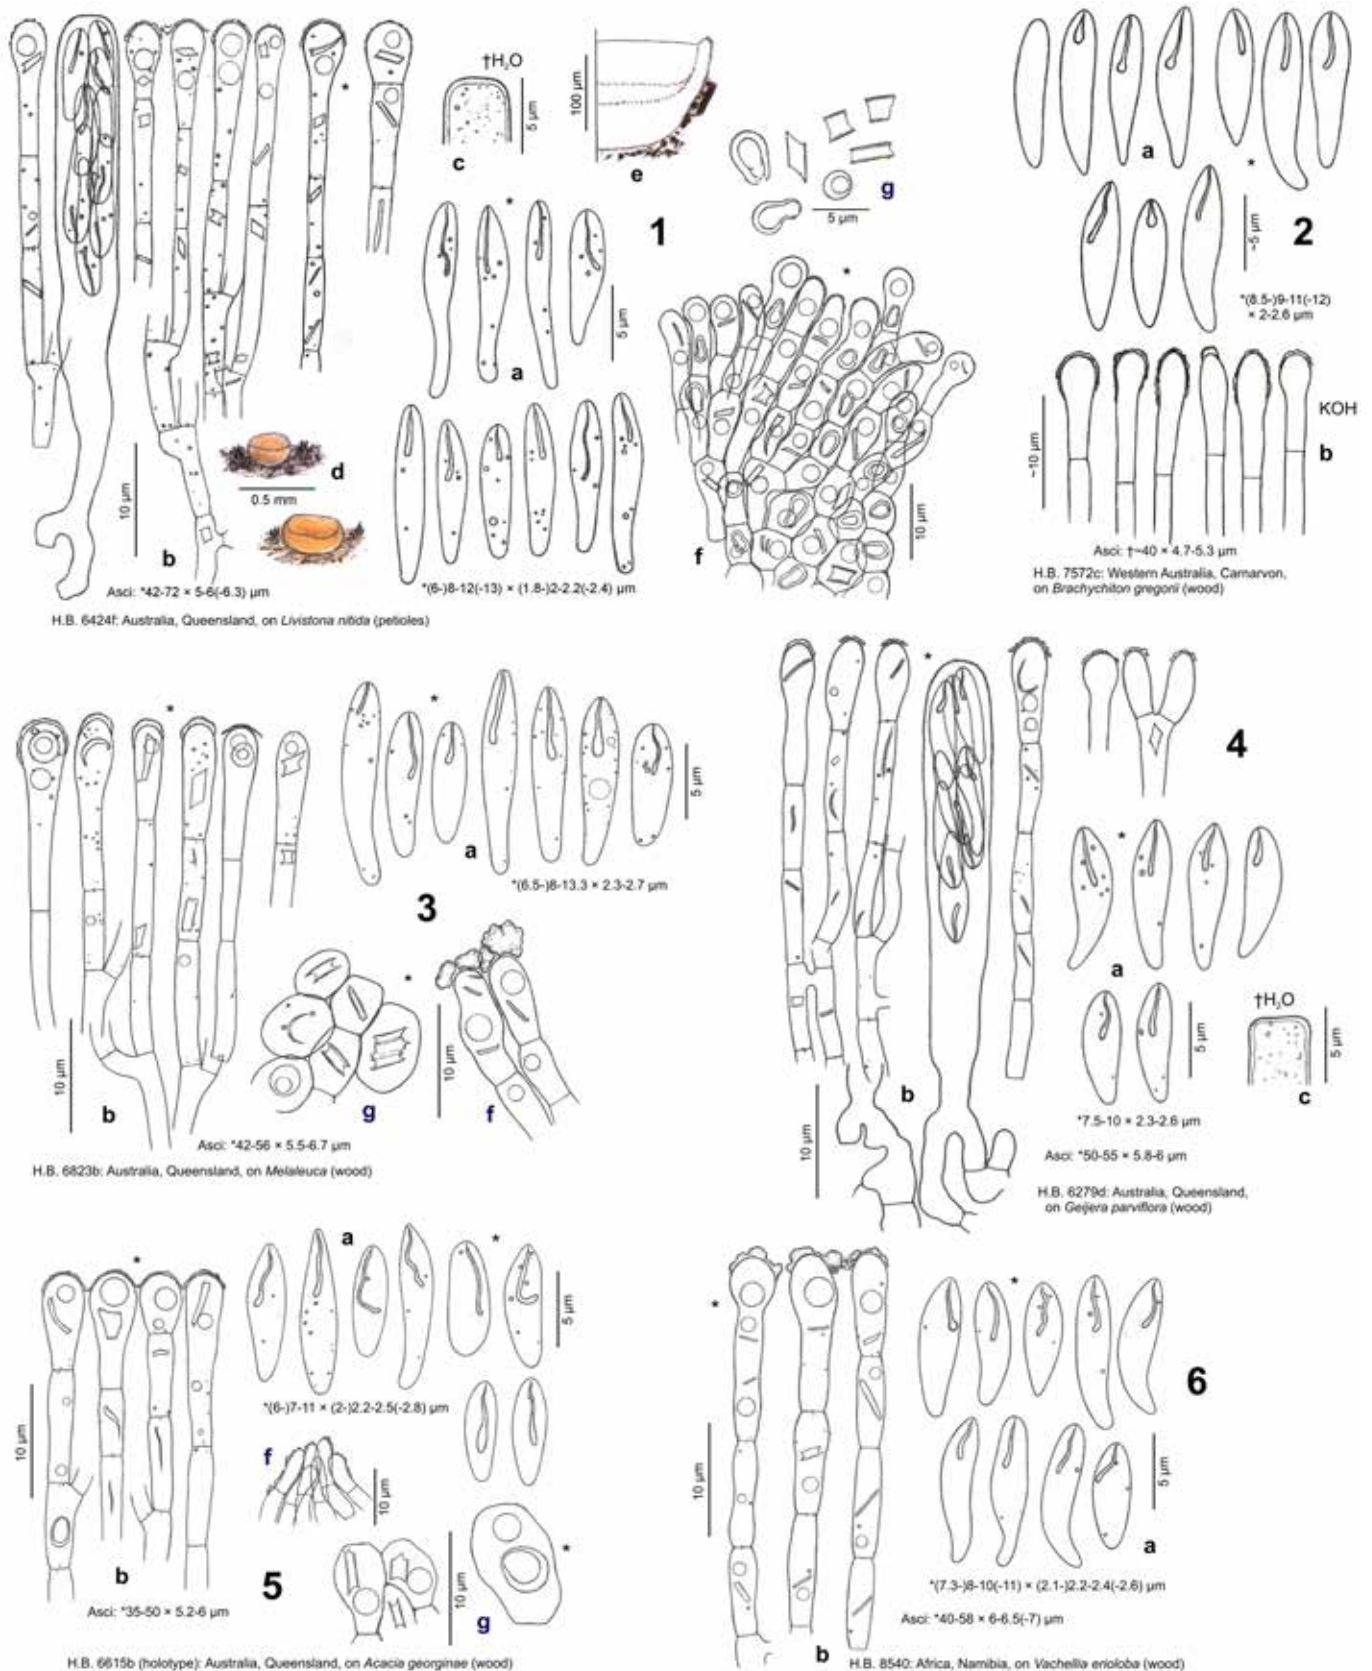 †H₂O
5 µm
c
100 µm
e
g
5 µm
1
*
*
a
5 µm
*
f
10 µm
d
0.5 mm
10 µm
b
Asci: *42-72 × 5-6(-6.3) µm
*(6-)8-12(-13) × (1.8-)2-2.2(-2.4) µm
H.B. 6424f: Australia, Queensland, on Livistona nitida (petioles)
a
*
~5 µm
2
*(8.5-)9-11(-12)
× 2-2.6 µm
~10 µm
KOH
b
Asci: †~40 × 4.7-5.3 µm
H.B. 7572c: Western Australia, Carnarvon,
on Brachychiton gregorii (wood)
*
*
a
5 µm
*(6.5-)8-13.3 × 2.3-2.7 µm
3
*
g
10 µm
f
10 µm
b
Asci: *42-56 × 5.5-6.7 µm
H.B. 6823b: Australia, Queensland, on Melaleuca (wood)
*
4
*
a
5 µm
†H₂O
5 µm
c
b
10 µm
*7.5-10 × 2.3-2.6 µm
Asci: *50-55 × 5.8-6 µm
H.B. 6279d: Australia, Queensland,
on Geijera parviflora (wood)
*
a
*
5 µm
10 µm
*(6-)7-11 × (2-)2.2-2.5(-2.8) µm
f
10 µm
b
5
10 µm
g
*
Asci: *35-50 × 5.2-6 µm
H.B. 6615b (holotype): Australia, Queensland, on Acacia georginae (wood)
*
*
6
10 µm
5 µm
a
*(7.3-)8-10(-11) × (2.1-)2.2-2.4(-2.6) µm
Asci: *40-58 × 6-6.5(-7) µm
b
H.B. 8540: Africa, Namibia, on Vachellia erioloba (wood)